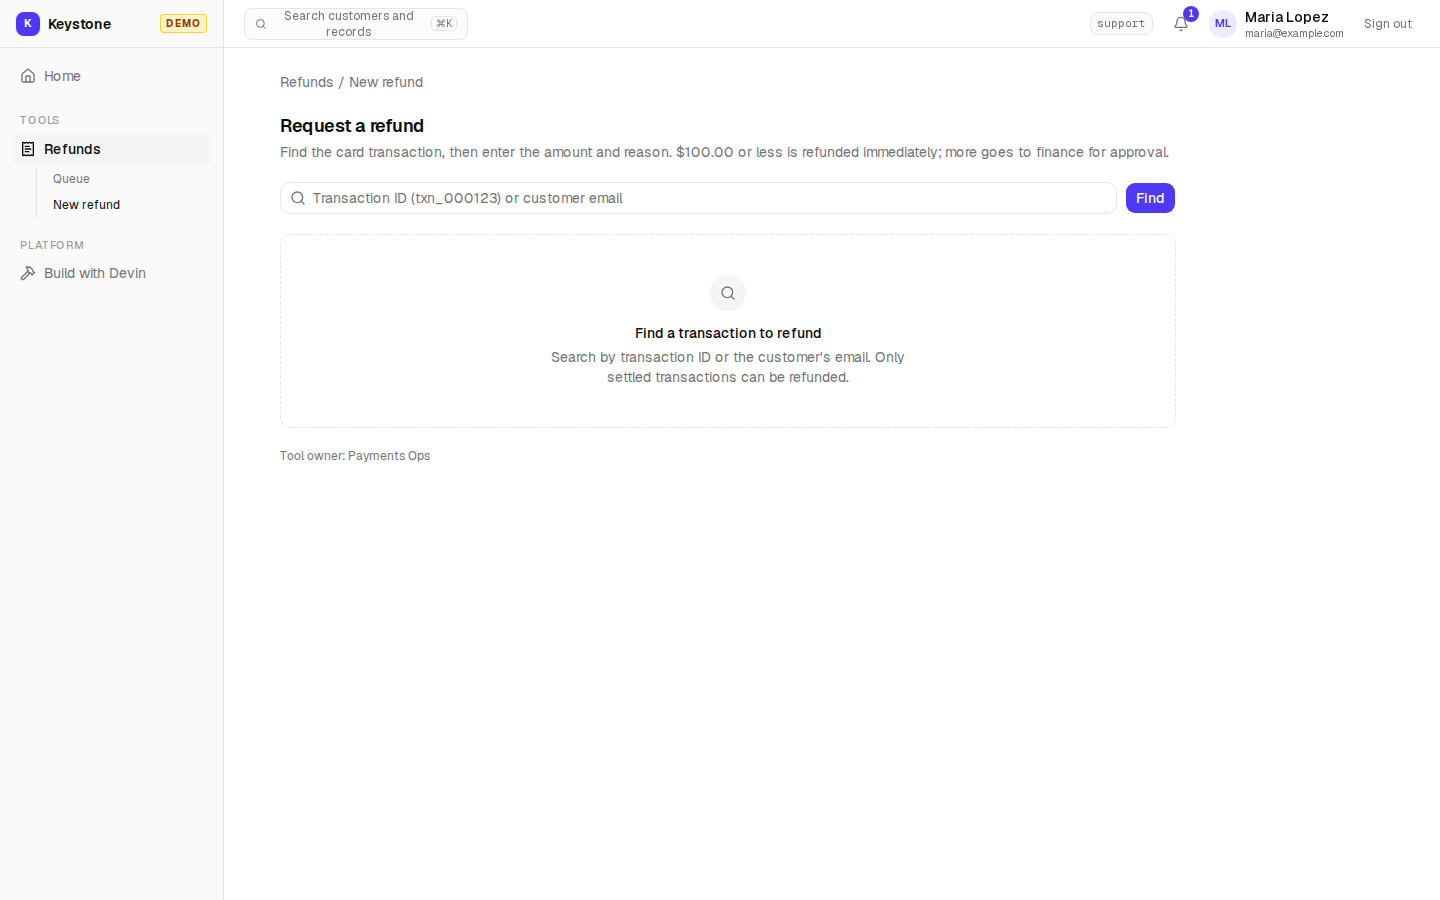 K Keystone DEMO
Search customers and records ⌘K
support
1
ML
Maria Lopez
maria@example.com
Sign out
Home
TOOLS
Refunds
Queue
New refund
PLATFORM
Build with Devin
Refunds / New refund
Request a refund
Find the card transaction, then enter the amount and reason. $100.00 or less is refunded immediately; more goes to finance for approval.
Transaction ID (txn_000123) or customer email
Find
Find a transaction to refund
Search by transaction ID or the customer's email. Only
settled transactions can be refunded.
Tool owner: Payments Ops